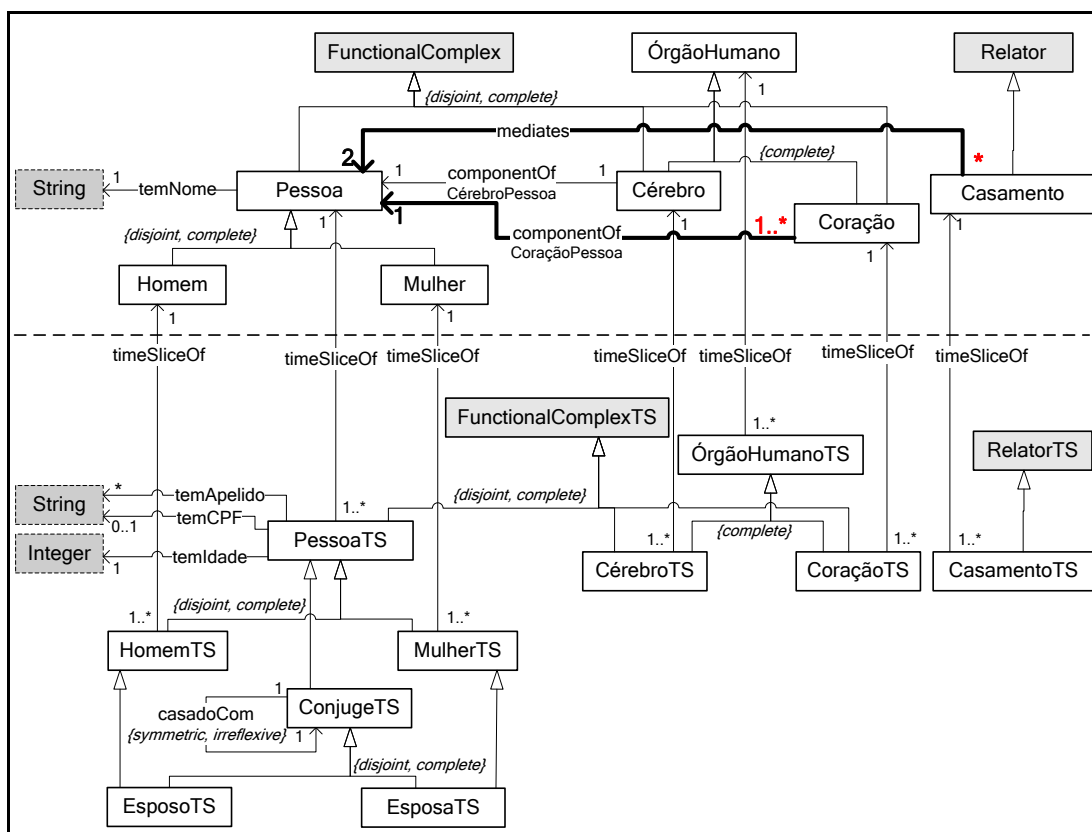 FunctionalComplex
ÓrgãoHumano
Relator
1
{disjoint, complete}
mediates
2
*
{complete}
String
1
temNome
Pessoa
1
componentOf
1
CérebroPessoa
Cérebro
Casamento
1
1
componentOf
1..*
CoraçãoPessoa
Coração
1
1
1
{disjoint, complete}
Homem
Mulher
1
1
timeSliceOf
timeSliceOf
timeSliceOf
timeSliceOf
timeSliceOf
timeSliceOf
timeSliceOf
FunctionalComplexTS
1..*
ÓrgãoHumanoTS
RelatorTS
String
*
temApelido
0..1
temCPF
Integer
1
temIdade
1..*
PessoaTS
{disjoint, complete}
{complete}
1..*
CérebroTS
1..*
CoraçãoTS
1..*
CasamentoTS
1..*
{disjoint, complete}
1..*
HomemTS
MulherTS
1
ConjugeTS
casadoCom
{symmetric, irreflexive}
1
{disjoint, complete}
EsposoTS
EsposaTS